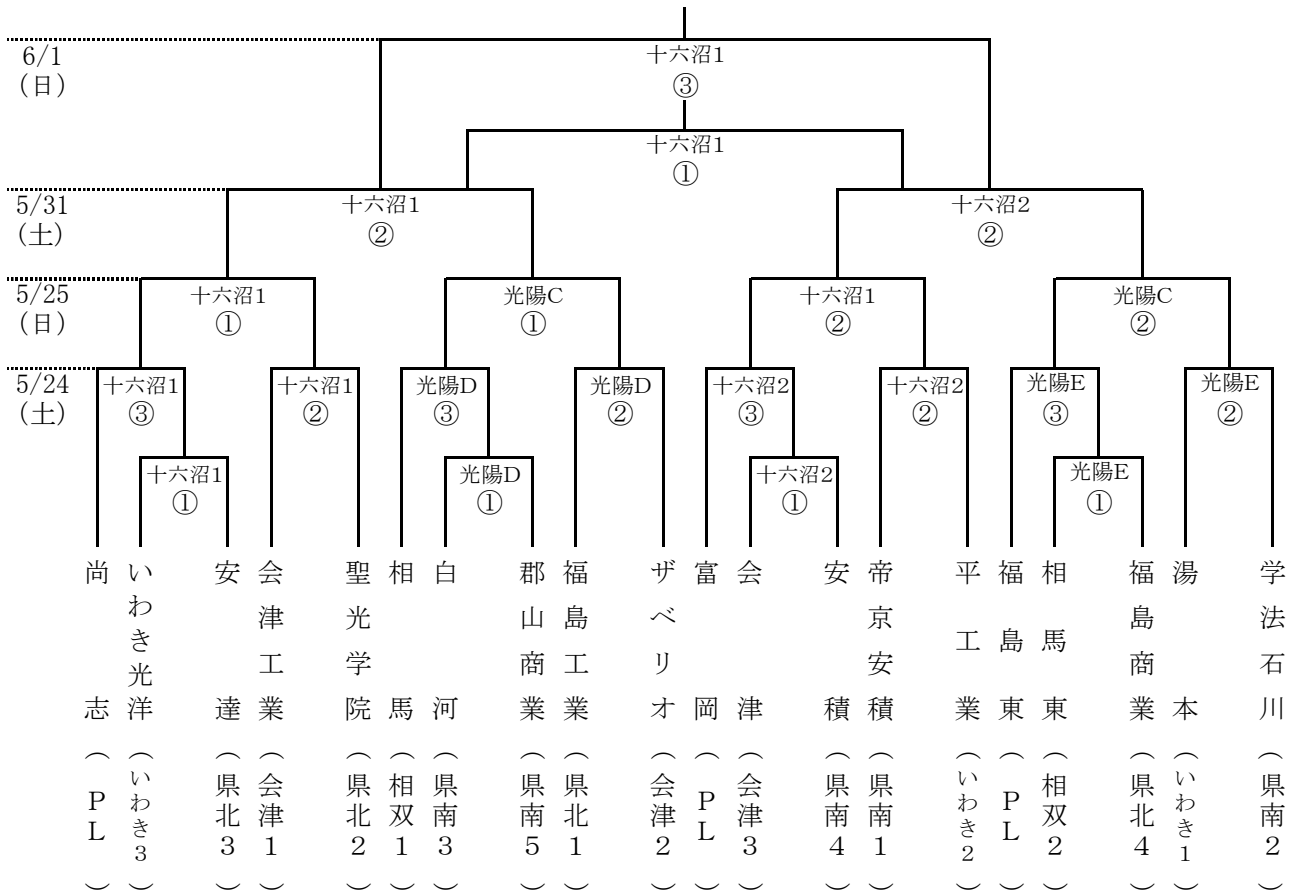 6/1
(日)
十六沼1
③
十六沼1
①
5/31
(土)
十六沼1
②
十六沼2
②
5/25
(日)
十六沼1
①
光陽C
①
十六沼1
②
光陽C
②
5/24
(土)
十六沼1
③
十六沼1
②
光陽D
③
光陽D
②
十六沼2
③
十六沼2
②
光陽E
③
光陽E
②
十六沼1
①
光陽D
①
十六沼2
①
光陽E
①
尚志(PL)
いわき光洋(いわき3)
安達(県北3)
会津工業(会津1)
聖光学院(県北2)
相馬(相双1)
白河(県南3)
郡山商業(県南5)
福島工業(県北1)
ザベリオ(会津2)
富岡(PL)
会津(会津3)
安積(県南4)
帝京安積(県南1)
平工業(いわき2)
福島東(PL)
相馬東(相双2)
福島商業(県北4)
湯本(いわき1)
学法石川(県南2)